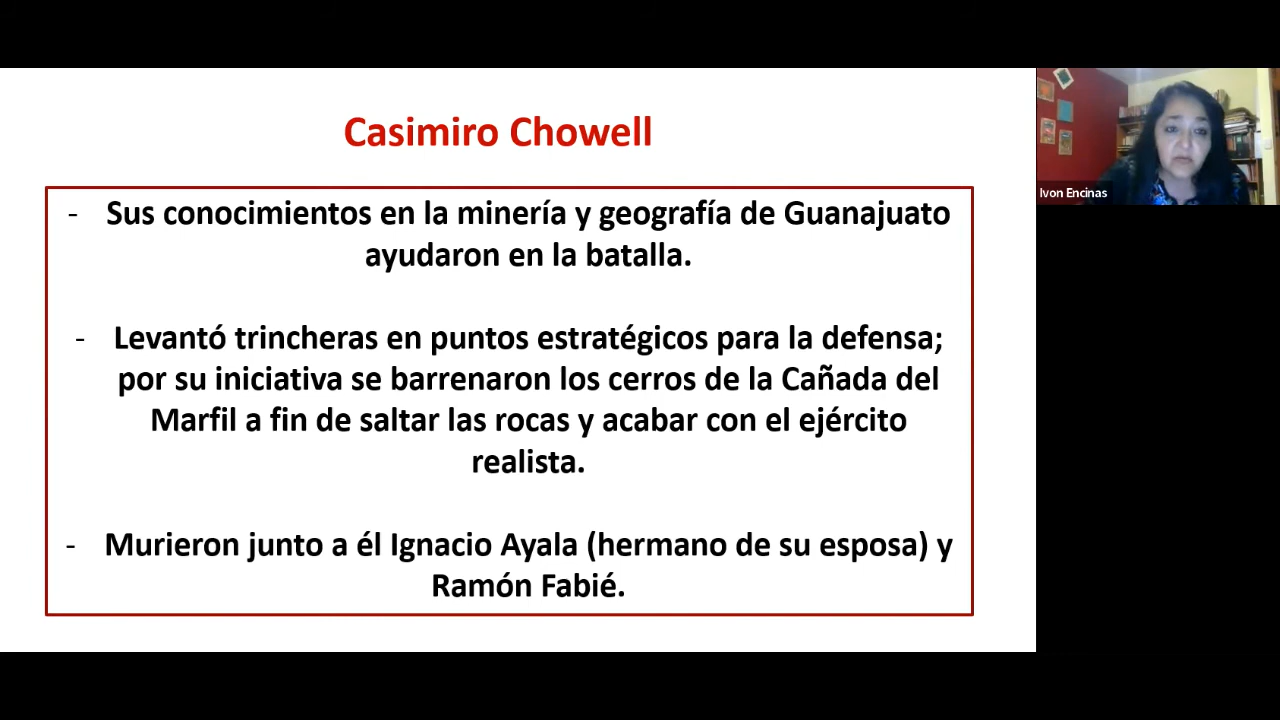 Casimiro Chowell
- Sus conocimientos en la minería y geografía de Guanajuato
ayudaron en la batalla.
- Levantó trincheras en puntos estratégicos para la defensa;
por su iniciativa se barrenaron los cerros de la Cañada del
Marfil a fin de saltar las rocas y acabar con el ejército
realista.
- Murieron junto a él Ignacio Ayala (hermano de su esposa) y
Ramón Fabié.
Ivon Encinas